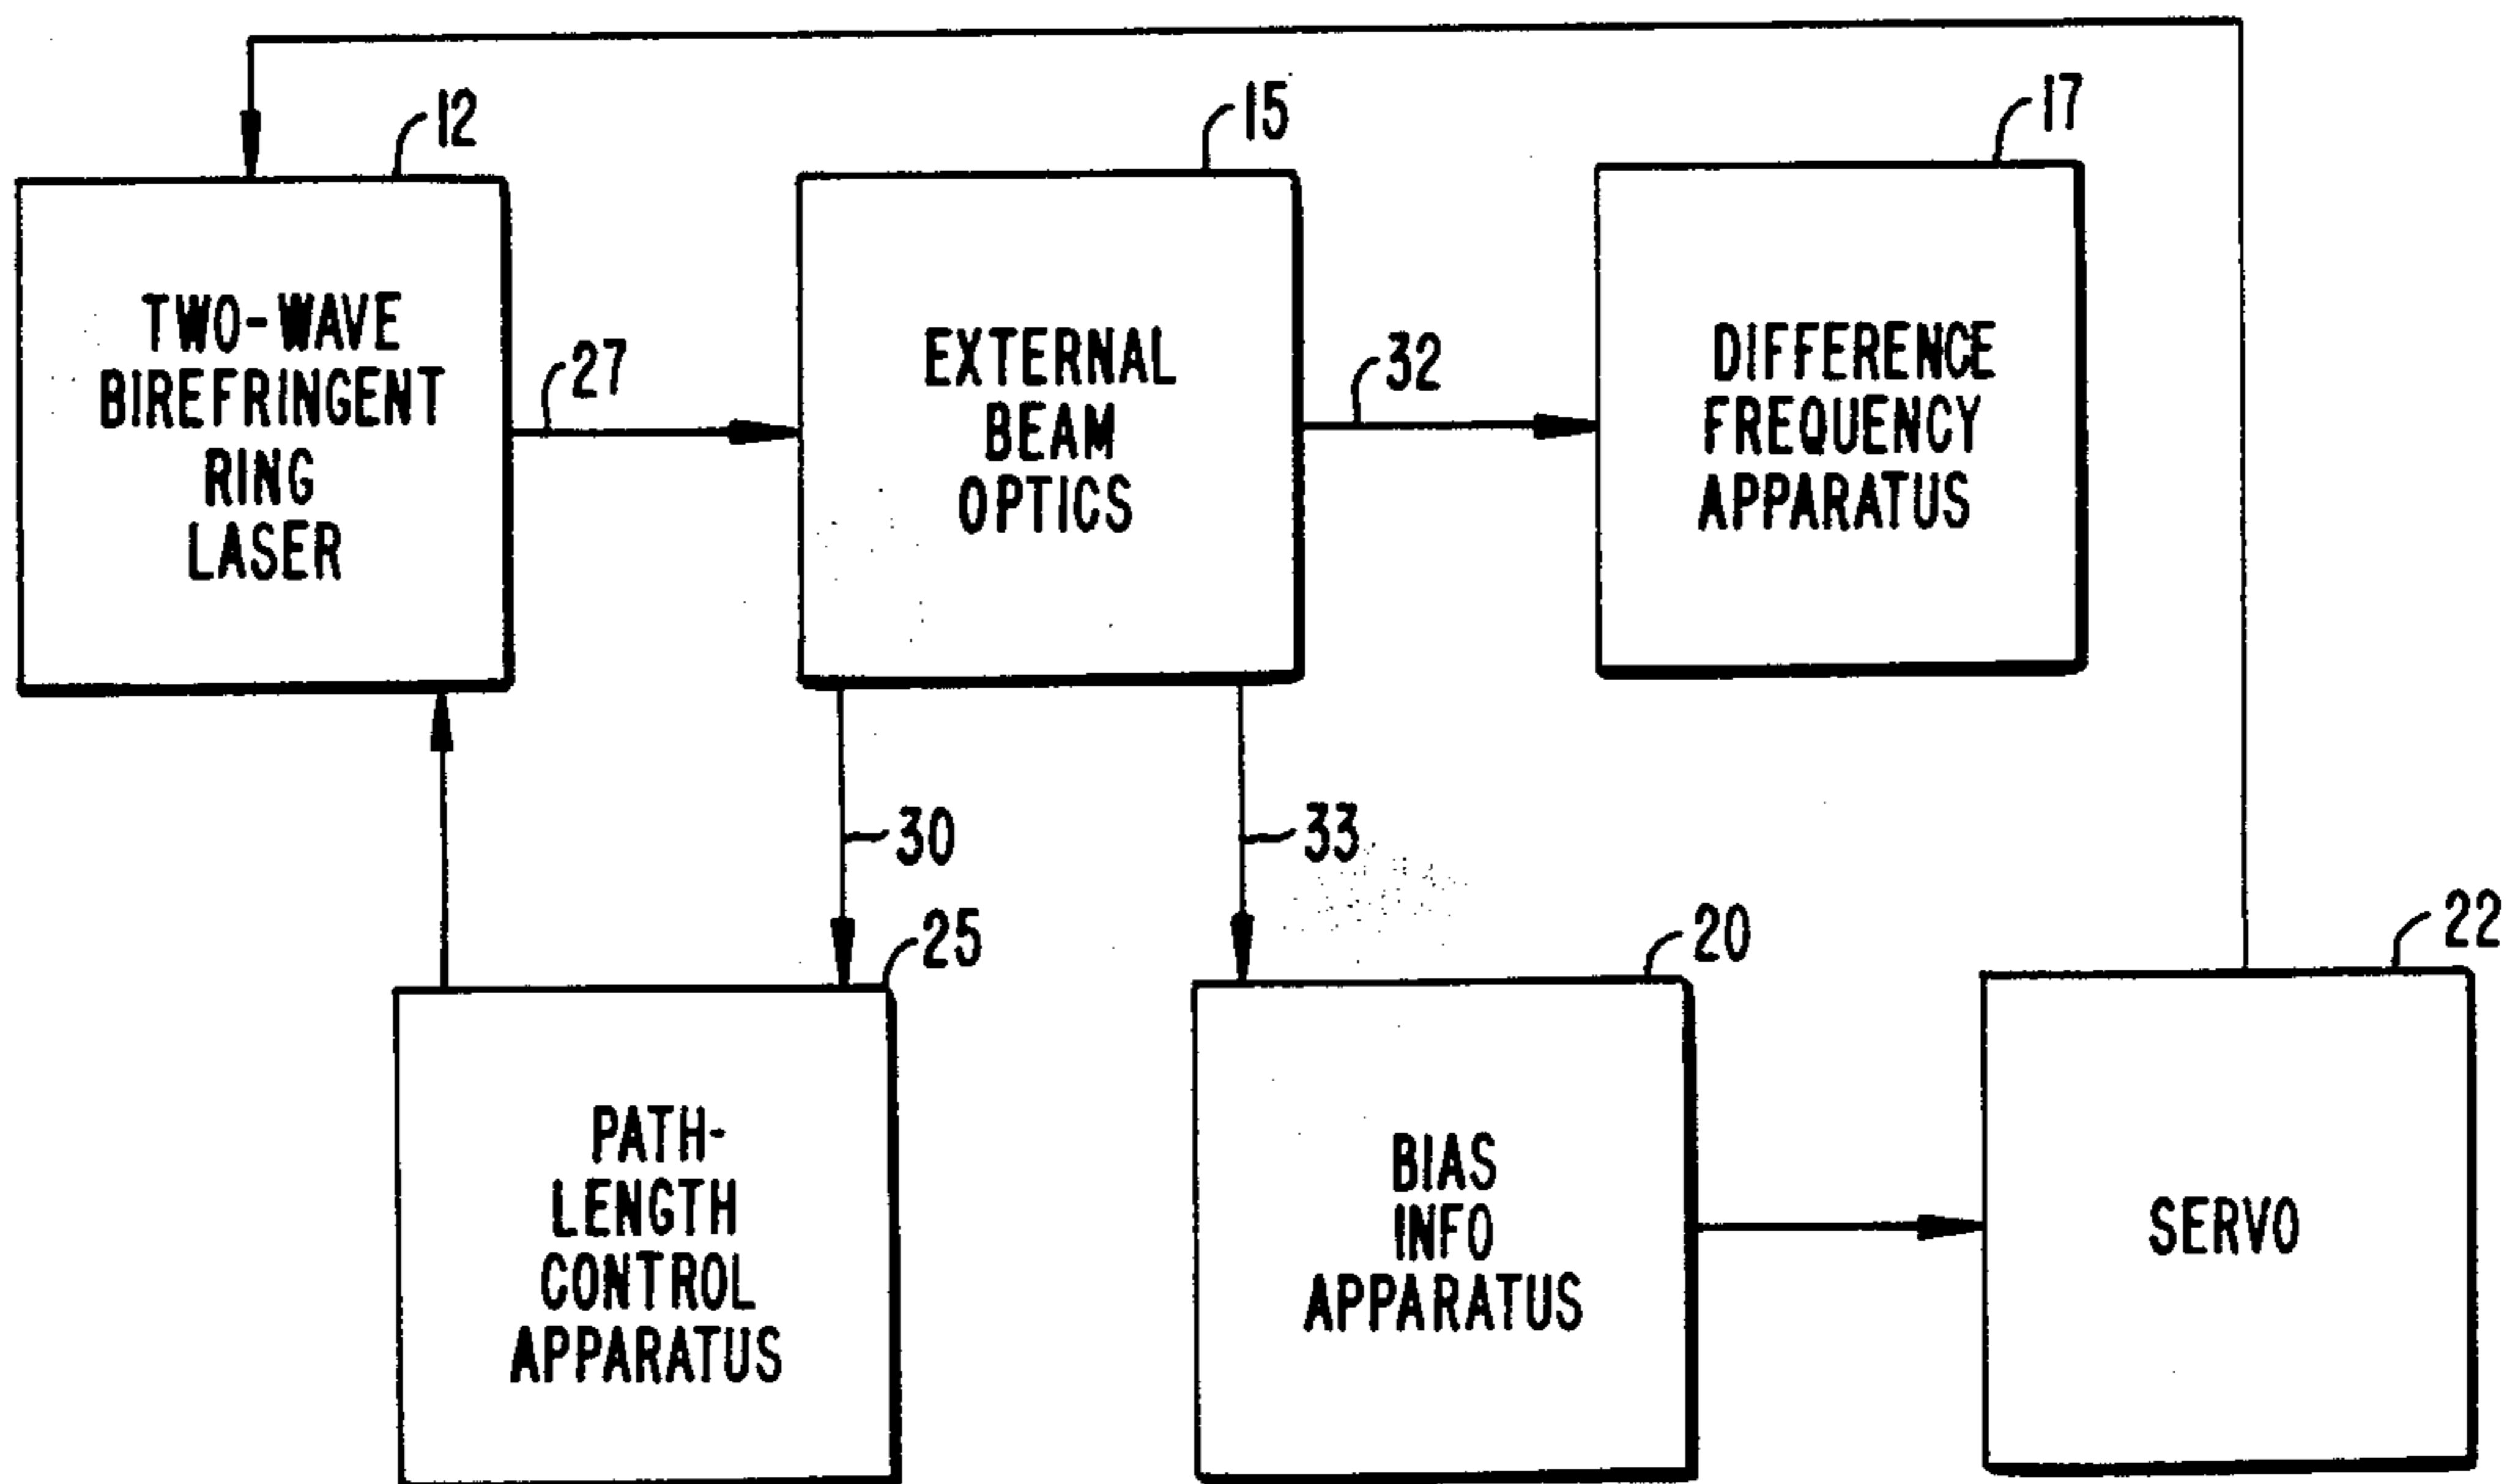 12
15
17
TWO-WAVE
BIREFRINGENT
RING
LASER
27
EXTERNAL
BEAM
OPTICS
32
DIFFERENCE
FREQUENCY
APPARATUS
30
33
25
20
22
PATH-
LENGTH
CONTROL
APPARATUS
BIAS
INFO
APPARATUS
SERVO